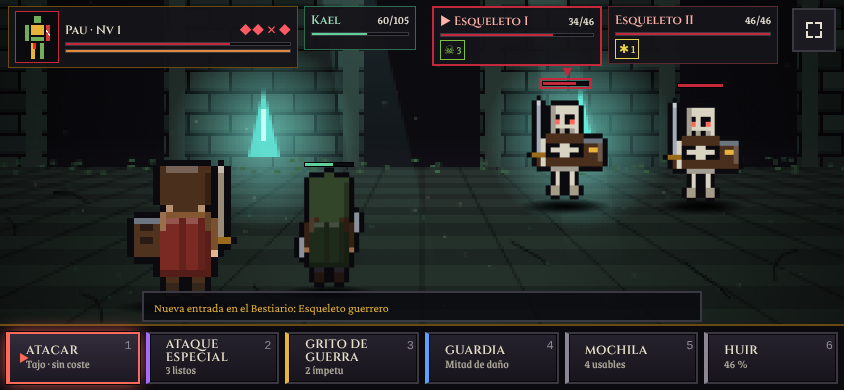 Pau · Nv 1
Kael 60/105
Esqueleto I 34/46
3
Esqueleto II 46/46
1
Nueva entrada en el Bestiario: Esqueleto guerrero
ATACAR 1
Tajo · sin coste
ATAQUE ESPECIAL 2
3 listos
GRITO DE GUERRA 3
2 ímpetu
GUARDIA 4
Mitad de daño
MOCHILA 5
4 usables
HUIR 6
46 %